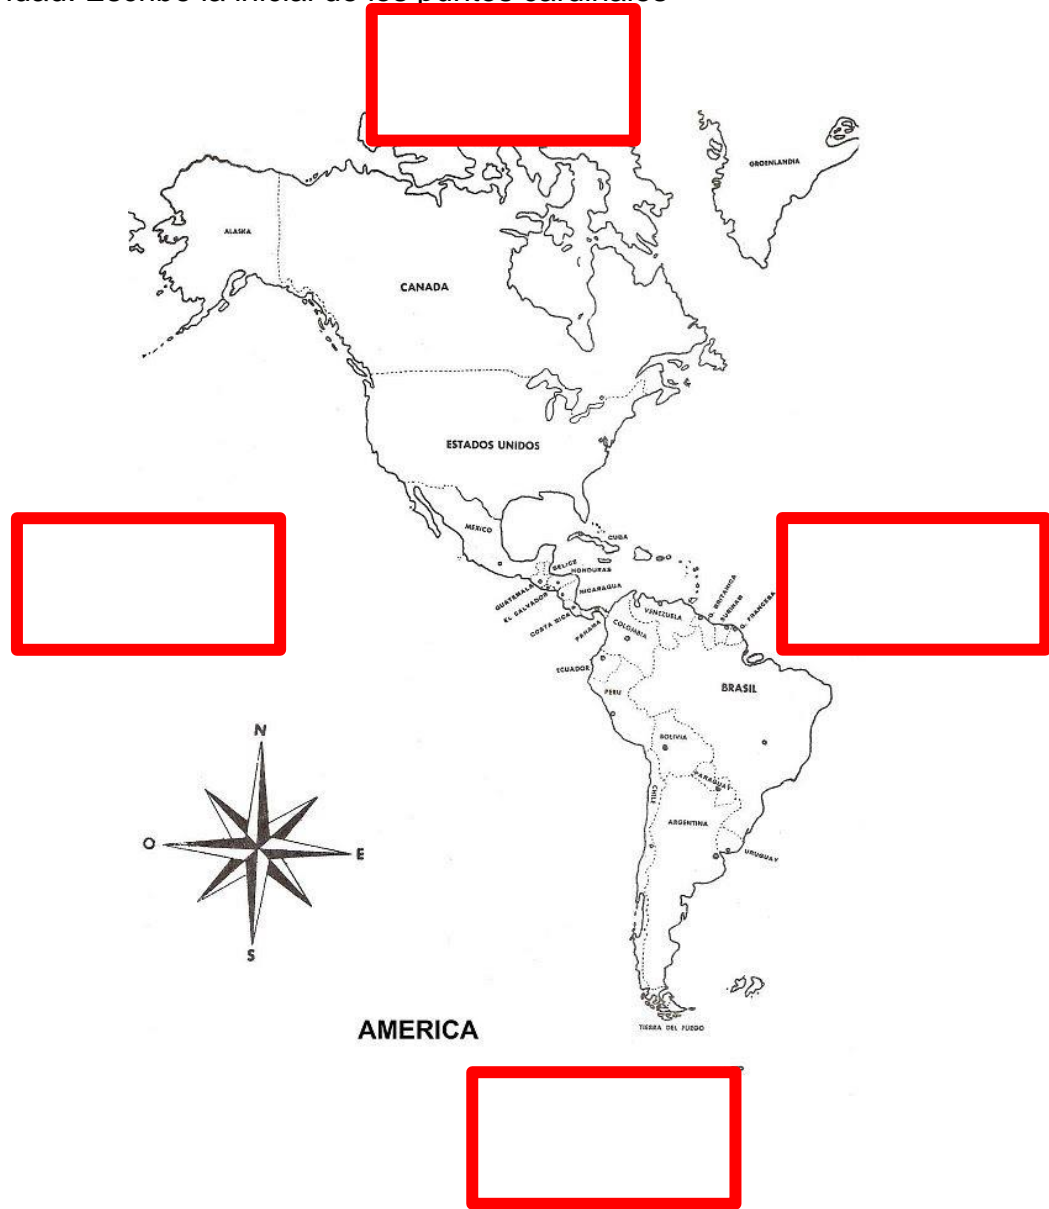 Escribe la inicial de los puntos cardinales
GROENLANDIA
ALASKA
CANADA
ESTADOS UNIDOS
MEXICO
CUBA
BELICE
HONDURAS
GUATEMALA
NICARAGUA
EL SALVADOR
COSTA RICA
PANAMA
VENEZUELA
G. BRITANICA
SURINAM
G. FRANCESA
COLOMBIA
ECUADOR
PERU
BRASIL
BOLIVIA
PARAGUAY
CHILE
ARGENTINA
URUGUAY
N
O
E
S
AMERICA
TIERRA DEL FUEGO